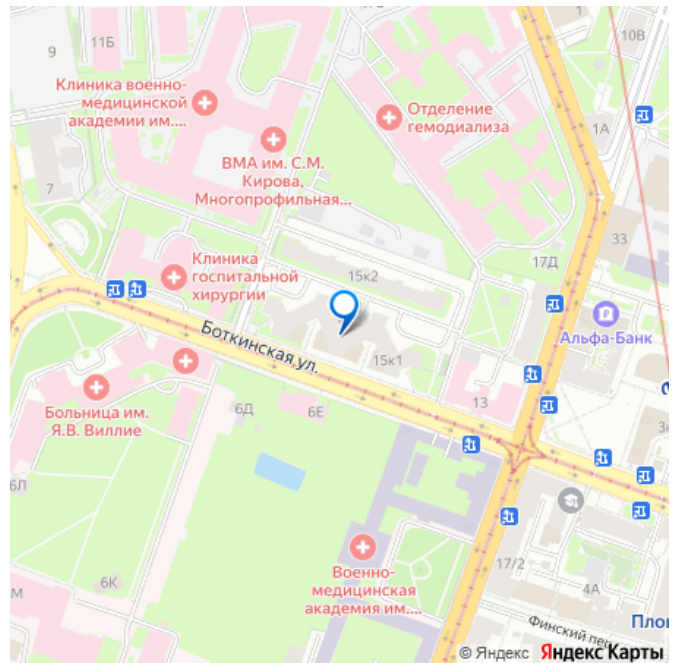 11Б
9
10В
1
Клиника военно-
медицинской
академии им....
Отделение
гемодиализа
1А
ВМА им. С.М.
Кирова,
Многопрофильная...
7
33
Клиника
госпитальной
хирургии
15к2
17Д
Альфа-Банк
Боткинская ул.
15к1
13
Больница им.
Я.В. Виллие
6Д
6Е
6Л
Военно-
медицинская
академия им....
6К
17/2
4А
Финский пер
Пло
© Яндекс Яндекс Карты